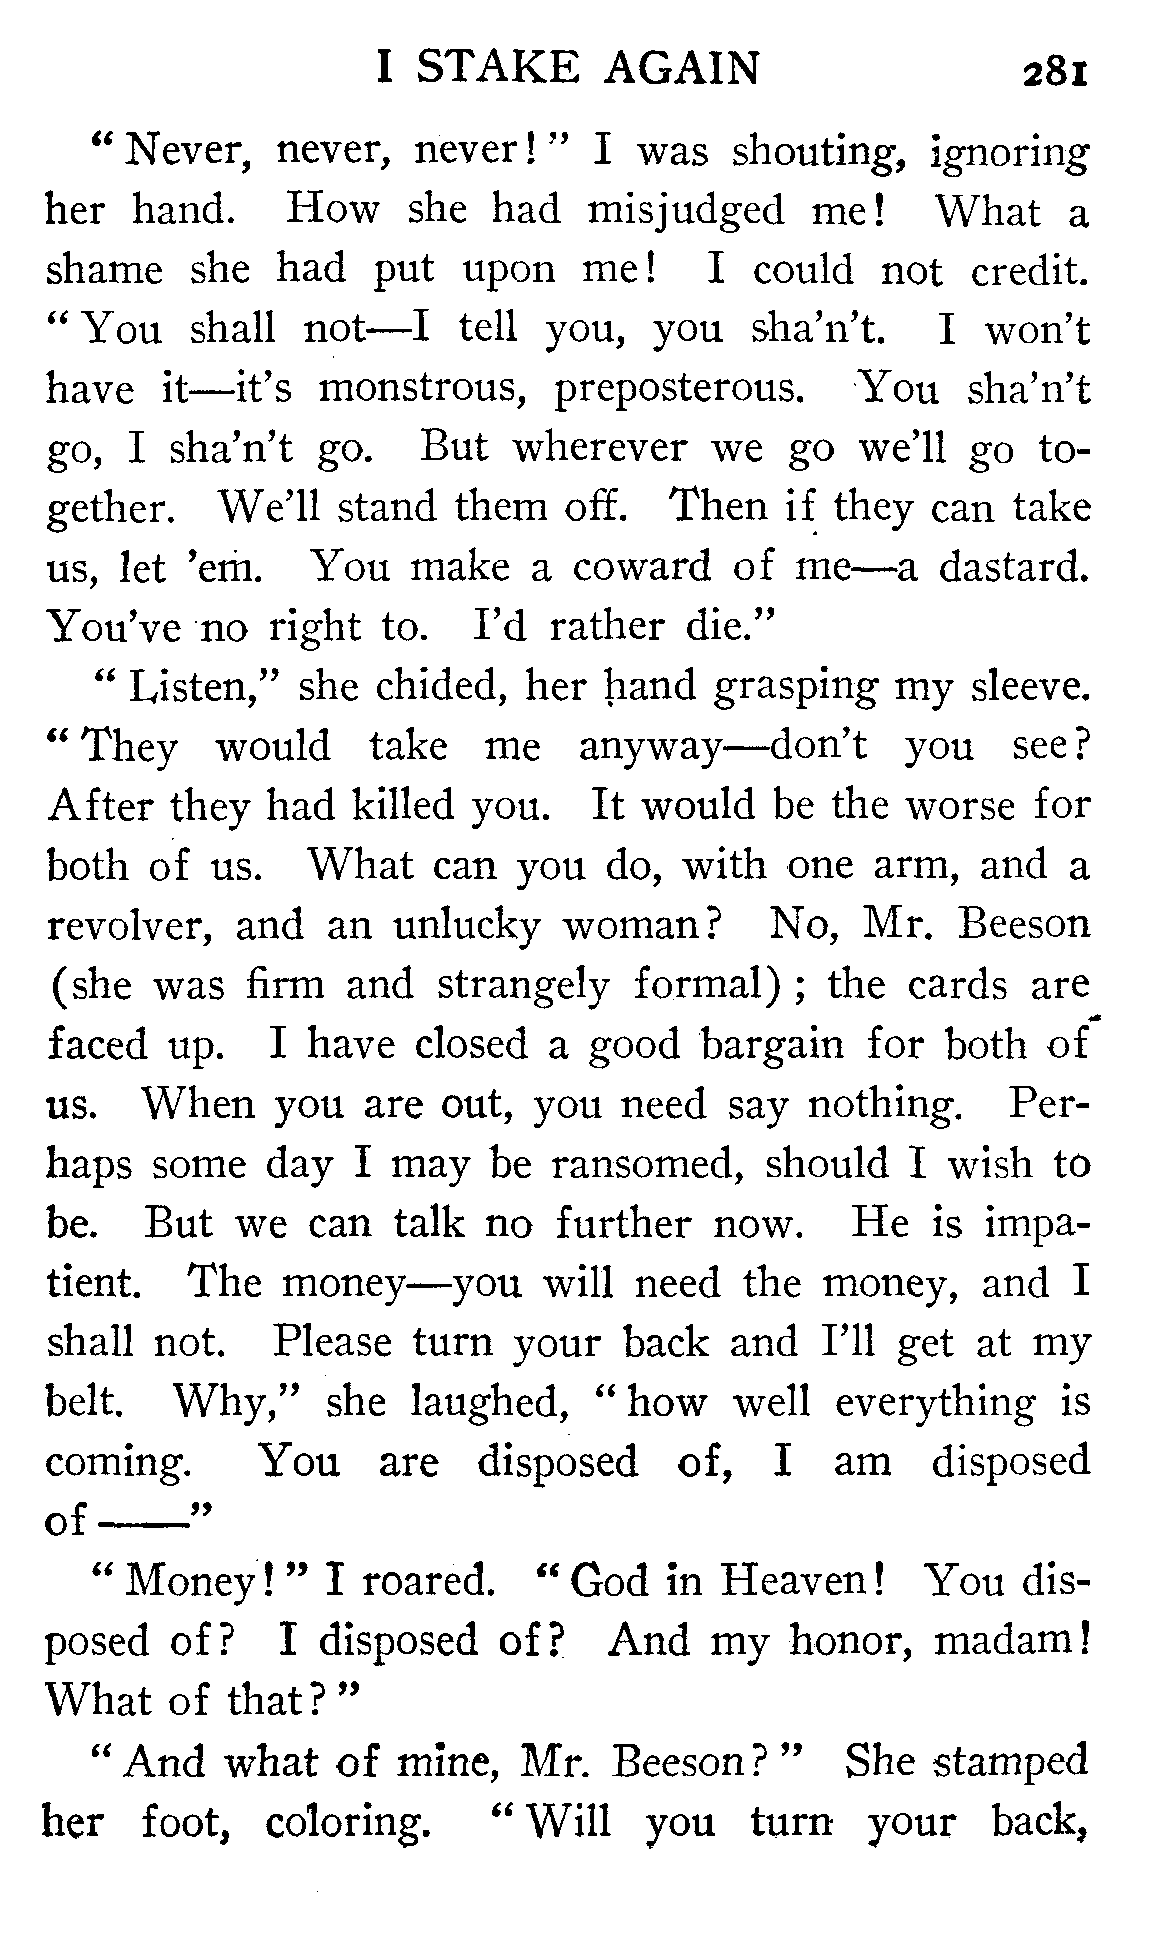 I STAKE AGAIN 281
“ Never, never, never! ” I was shouting, ignoring
her hand. How she had misjudged me! What a
shame she had put upon me! I could not credit.
“ You shall not—I tell you, you sha’n’t. I won’t
have it—it’s monstrous, preposterous. You sha’n’t
go, I sha’n’t go. But wherever we go we’ll go to-
gether. We’ll stand them off. Then if they can take
us, let ’em. You make a coward of me—a dastard.
You’ve no right to. I’d rather die.”
“ Listen,” she chided, her hand grasping my sleeve.
“ They would take me anyway—don’t you see?
After they had killed you. It would be the worse for
both of us. What can you do, with one arm, and a
revolver, and an unlucky woman? No, Mr. Beeson
(she was firm and strangely formal) ; the cards are
faced up. I have closed a good bargain for both of
us. When you are out, you need say nothing. Per-
haps some day I may be ransomed, should I wish to
be. But we can talk no further now. He is impa-
tient. The money—you will need the money, and I
shall not. Please turn your back and I’ll get at my
belt. Why,” she laughed, “ how well everything is
coming. You are disposed of, I am disposed
of ——”
“ Money! ” I roared. “ God in Heaven! You dis-
posed of? I disposed of? And my honor, madam!
What of that? ”
“ And what of mine, Mr. Beeson? ” She stamped
her foot, coloring. “ Will you turn your back,